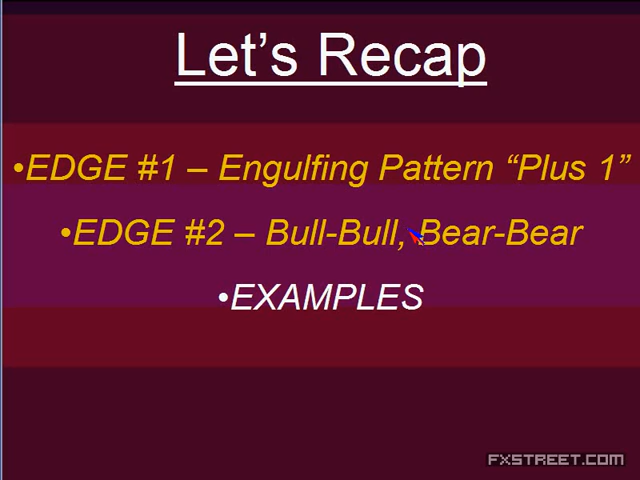 Let’s Recap
•EDGE #1 – Engulfing Pattern “Plus 1”
•EDGE #2 – Bull-Bull, Bear-Bear
•EXAMPLES
FXSTREET.COM